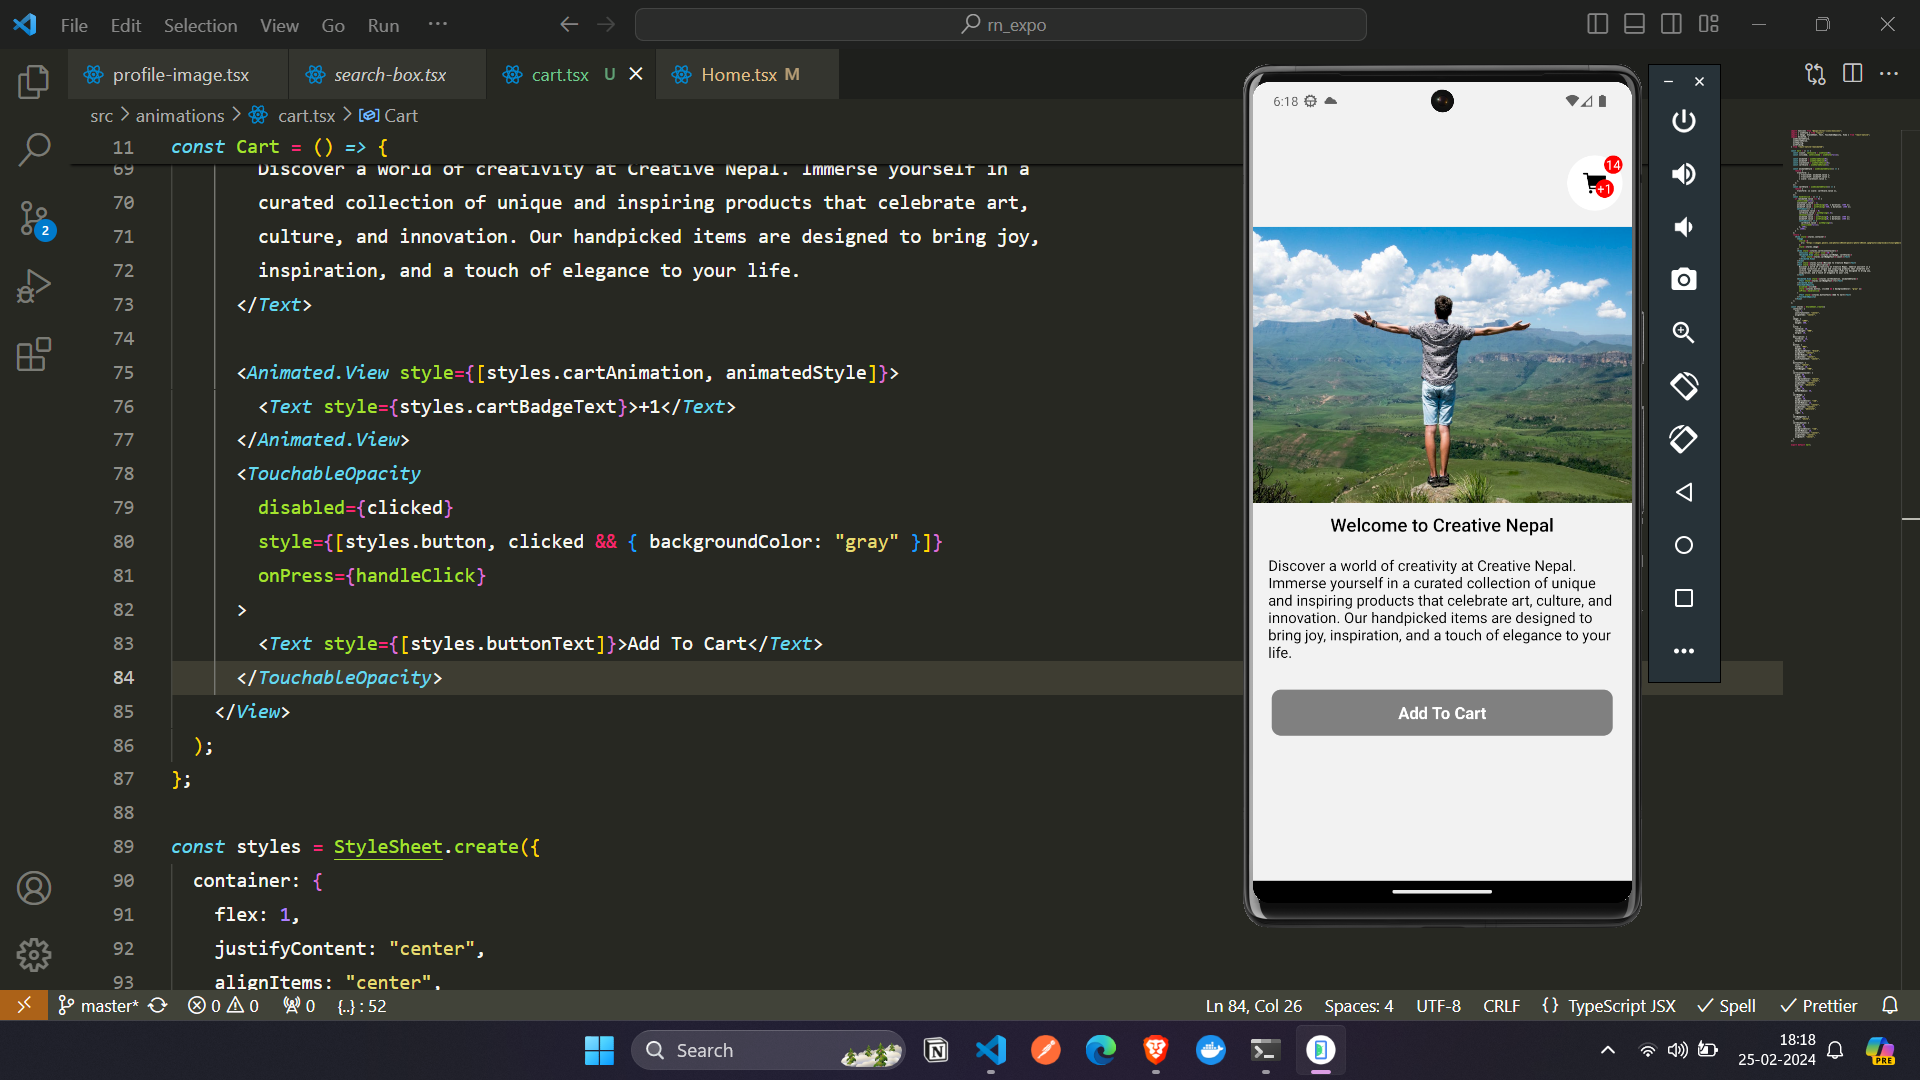 File Edit Selection View Go Run ···
rn_expo
profile-image.tsx
search-box.tsx
cart.tsx U
Home.tsx M
src > animations > cart.tsx > Cart
11 const Cart = () => {
69 Discover a world of creativity at Creative Nepal. Immerse yourself in a
70 curated collection of unique and inspiring products that celebrate art,
71 culture, and innovation. Our handpicked items are designed to bring joy,
72 inspiration, and a touch of elegance to your life.
73 </Text>
74
75 <Animated.View style={[styles.cartAnimation, animatedStyle]}>
76 <Text style={styles.cartBadgeText}>+1</Text>
77 </Animated.View>
78 <TouchableOpacity
79 disabled={clicked}
80 style={[styles.button, clicked && { backgroundColor: "gray" }]}
81 onPress={handleClick}
82 >
83 <Text style={[styles.buttonText]}>Add To Cart</Text>
84 </TouchableOpacity>
85 </View>
86 );
87 };
88
89 const styles = StyleSheet.create({
90 container: {
91 flex: 1,
92 justifyContent: "center",
93 alignItems: "center",
2
6:18
14
+1
Welcome to Creative Nepal
Discover a world of creativity at Creative Nepal.
Immerse yourself in a curated collection of unique
and inspiring products that celebrate art, culture, and
innovation. Our handpicked items are designed to
bring joy, inspiration, and a touch of elegance to your
life.
Add To Cart
master* 0 0 0 {..} : 52
Ln 84, Col 26 Spaces: 4 UTF-8 CRLF {} TypeScript JSX Spell Prettier
Search
18:18
25-02-2024
PRE